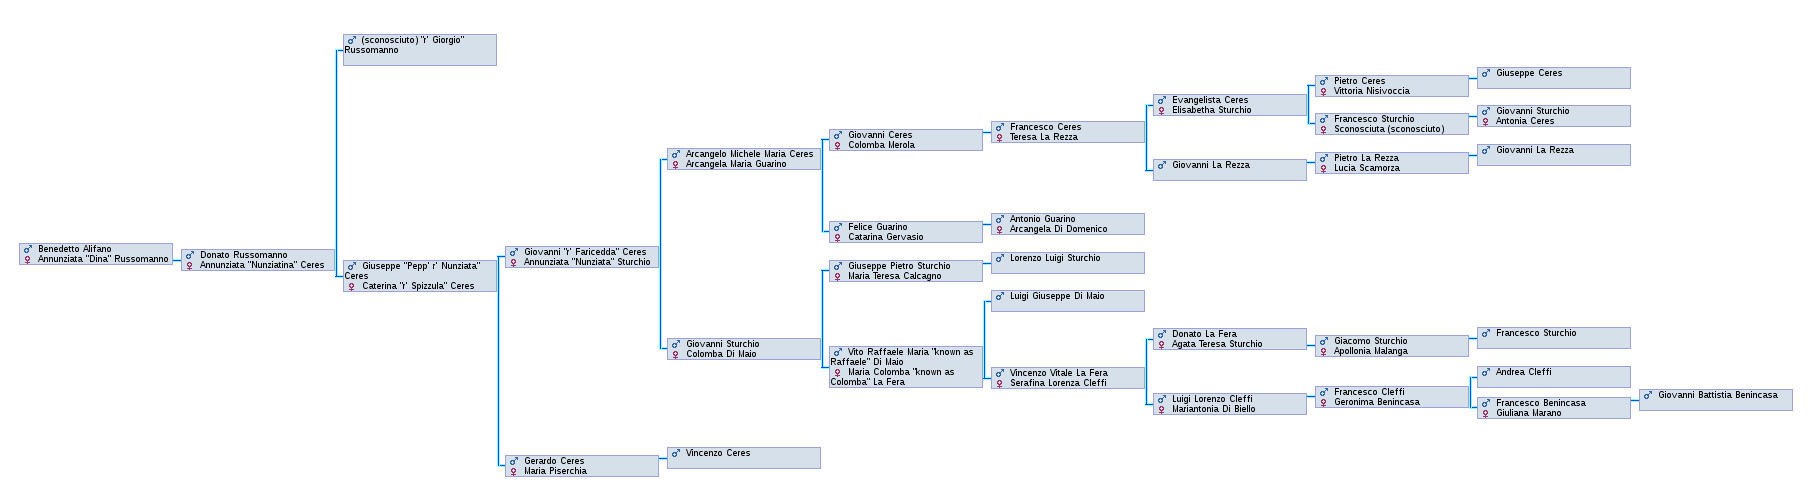 Benedetto Alifano
Annunziata "Dina" Russomanno
Donato Russomanno
Annunziata "Nunziatina" Ceres
(sconosciuto) "r' Giorgio"
Russomanno
Giuseppe "Pepp' r' Nunziata"
Ceres
Caterina "r' Spizzula" Ceres
Giovanni "r' Faricedda" Ceres
Annunziata "Nunziata" Sturchio
Gerardo Ceres
Maria Piserchia
Arcangelo Michele Maria Ceres
Arcangela Maria Guarino
Giovanni Sturchio
Colomba Di Maio
Vincenzo Ceres
Giovanni Ceres
Colomba Merola
Felice Guarino
Catarina Gervasio
Giuseppe Pietro Sturchio
Maria Teresa Calcagno
Vito Raffaele Maria "known as
Raffaele" Di Maio
Maria Colomba "known as
Colomba" La Fera
Francesco Ceres
Teresa La Rezza
Antonio Guarino
Arcangela Di Domenico
Lorenzo Luigi Sturchio
Luigi Giuseppe Di Maio
Vincenzo Vitale La Fera
Serafina Lorenza Cleffi
Evangelista Ceres
Elisabetha Sturchio
Giovanni La Rezza
Donato La Fera
Agata Teresa Sturchio
Luigi Lorenzo Cleffi
Mariantonia Di Biello
Pietro Ceres
Vittoria Nisivoccia
Francesco Sturchio
Sconosciuta (sconosciuto)
Pietro La Rezza
Lucia Scamorza
Giacomo Sturchio
Apollonia Malanga
Francesco Cleffi
Geronima Benincasa
Giuseppe Ceres
Giovanni Sturchio
Antonia Ceres
Giovanni La Rezza
Francesco Sturchio
Andrea Cleffi
Francesco Benincasa
Giuliana Marano
Giovanni Battistia Benincasa